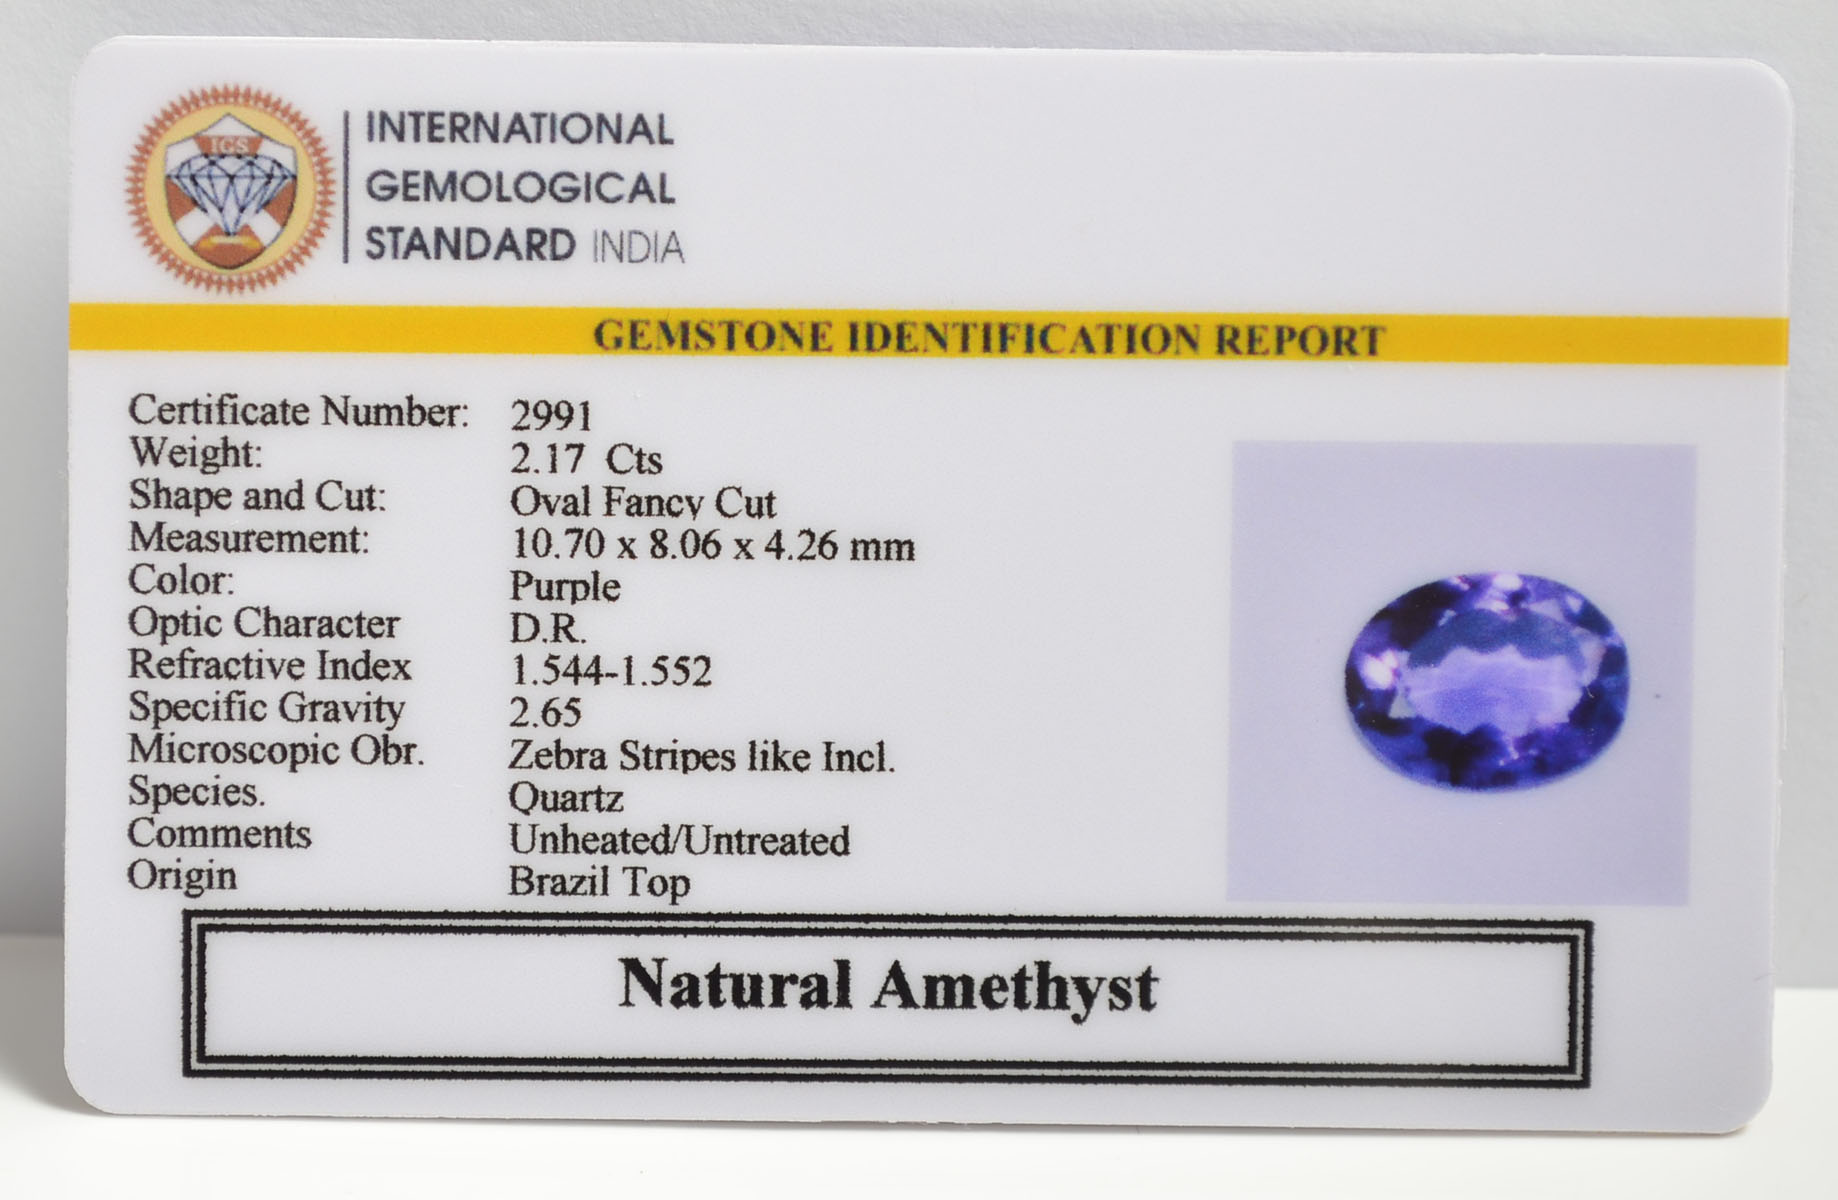 IGS
INTERNATIONAL
GEMOLOGICAL
STANDARD INDIA
GEMSTONE IDENTIFICATION REPORT
Certificate Number: 2991
Weight: 2.17 Cts
Shape and Cut: Oval Fancy Cut
Measurement: 10.70 x 8.06 x 4.26 mm
Color: Purple
Optic Character D.R.
Refractive Index 1.544-1.552
Specific Gravity 2.65
Microscopic Obr. Zebra Stripes like Incl.
Species. Quartz
Comments Unheated/Untreated
Origin Brazil Top
Natural Amethyst